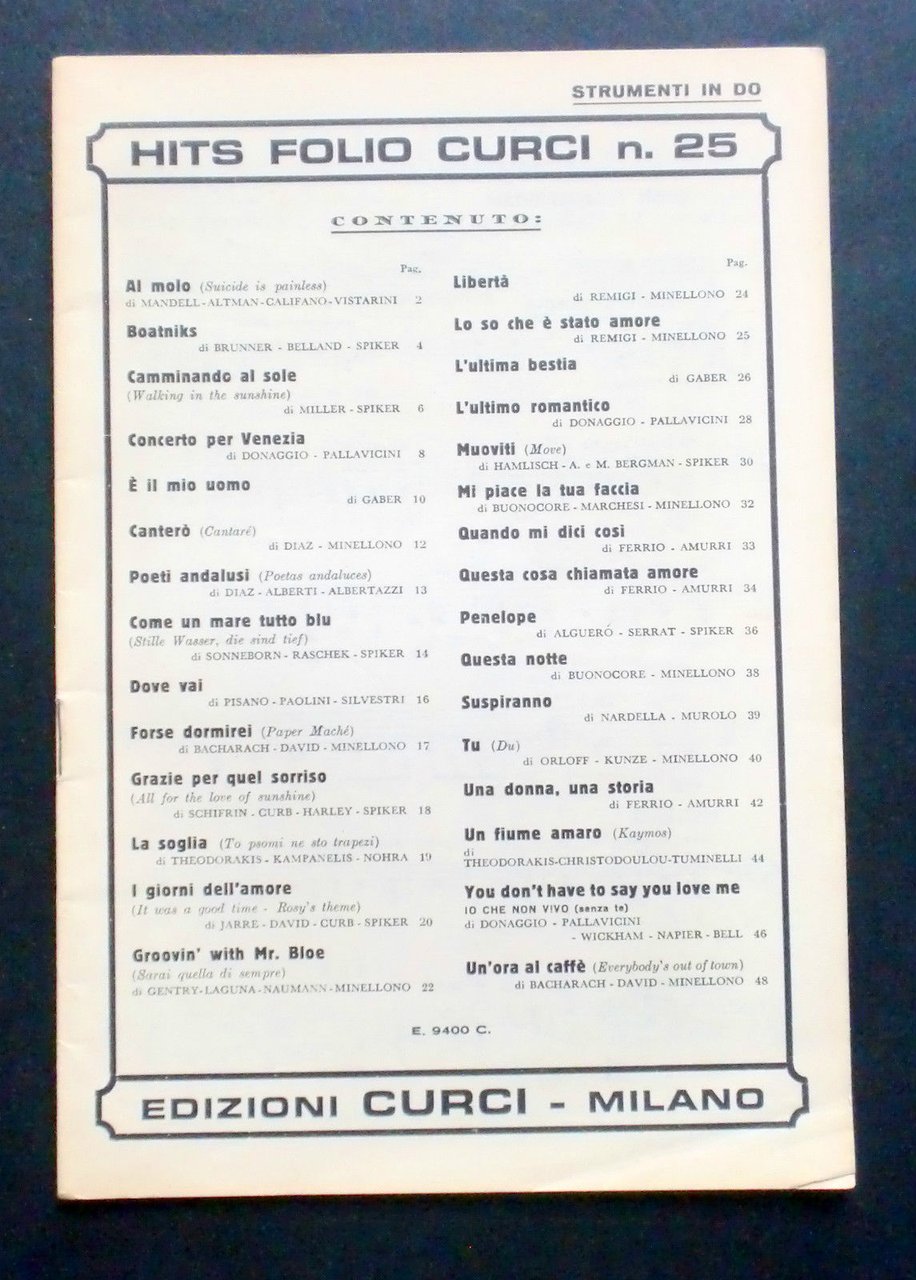 STRUMENTI IN DO
HITS FOLIO CURCI n. 25
CONTENUTO:
Pag.
Al molo (Suicide is painless)
di MANDELL-ALTMAN-CALIFANO-VISTARINI 2
Boatniks
di BRUNNER - BELLAND - SPIKER 4
Camminando al sole
(Walking in the sunshine)
di MILLER - SPIKER 6
Concerto per Venezia
di DONAGGIO - PALLAVICINI 8
È il mio uomo
di GABER 10
Canterò (Cantaré)
di DIAZ - MINELLONO 12
Poeti andalusi (Poetas andaluces)
di DIAZ - ALBERTI - ALBERTAZZI 13
Come un mare tutto blu
(Stille Wasser, die sind tief)
di SONNEBORN - RASCHEK - SPIKER 14
Dove vai
di PISANO - PAOLINI - SILVESTRI 16
Forse dormirei (Paper Maché)
di BACHARACH - DAVID - MINELLONO 17
Grazie per quel sorriso
(All for the love of sunshine)
di SCHIFRIN - CURB - HARLEY - SPIKER 18
La soglia (To psomi ne sto trapezi)
di THEODORAKIS - KAMPANELIS - NOHRA 19
I giorni dell'amore
(It was a good time - Rosy's theme)
di JARRE - DAVID - CURB - SPIKER 20
Groovin' with Mr. Bloe
(Sarai quella di sempre)
di GENTRY-LAGUNA-NAUMANN-MINELLONO 22
Pag.
Libertà
di REMIGI - MINELLONO 24
Lo so che è stato amore
di REMIGI - MINELLONO 25
L'ultima bestia
di GABER 26
L'ultimo romantico
di DONAGGIO - PALLAVICINI 28
Muoviti (Move)
di HAMLISCH - A. e M. BERGMAN - SPIKER 30
Mi piace la tua faccia
di BUONOCORE - MARCHESI - MINELLONO 32
Quando mi dici così
di FERRIO - AMURRI 33
Questa cosa chiamata amore
di FERRIO - AMURRI 34
Penelope
di ALGUERÓ - SERRAT - SPIKER 36
Questa notte
di BUONOCORE - MINELLONO 38
Suspiranno
di NARDELLA - MUROLO 39
Tu (Du)
di ORLOFF - KUNZE - MINELLONO 40
Una donna, una storia
di FERRIO - AMURRI 42
Un fiume amaro (Kaymos)
di
THEODORAKIS-CHRISTODOULOU-TUMINELLI 44
You don't have to say you love me
IO CHE NON VIVO (senza te)
di DONAGGIO - PALLAVICINI
- WICKHAM - NAPIER - BELL 46
Un'ora al caffè (Everybody's out of town)
di BACHARACH - DAVID - MINELLONO 48
E. 9400 C.
EDIZIONI CURCI - MILANO